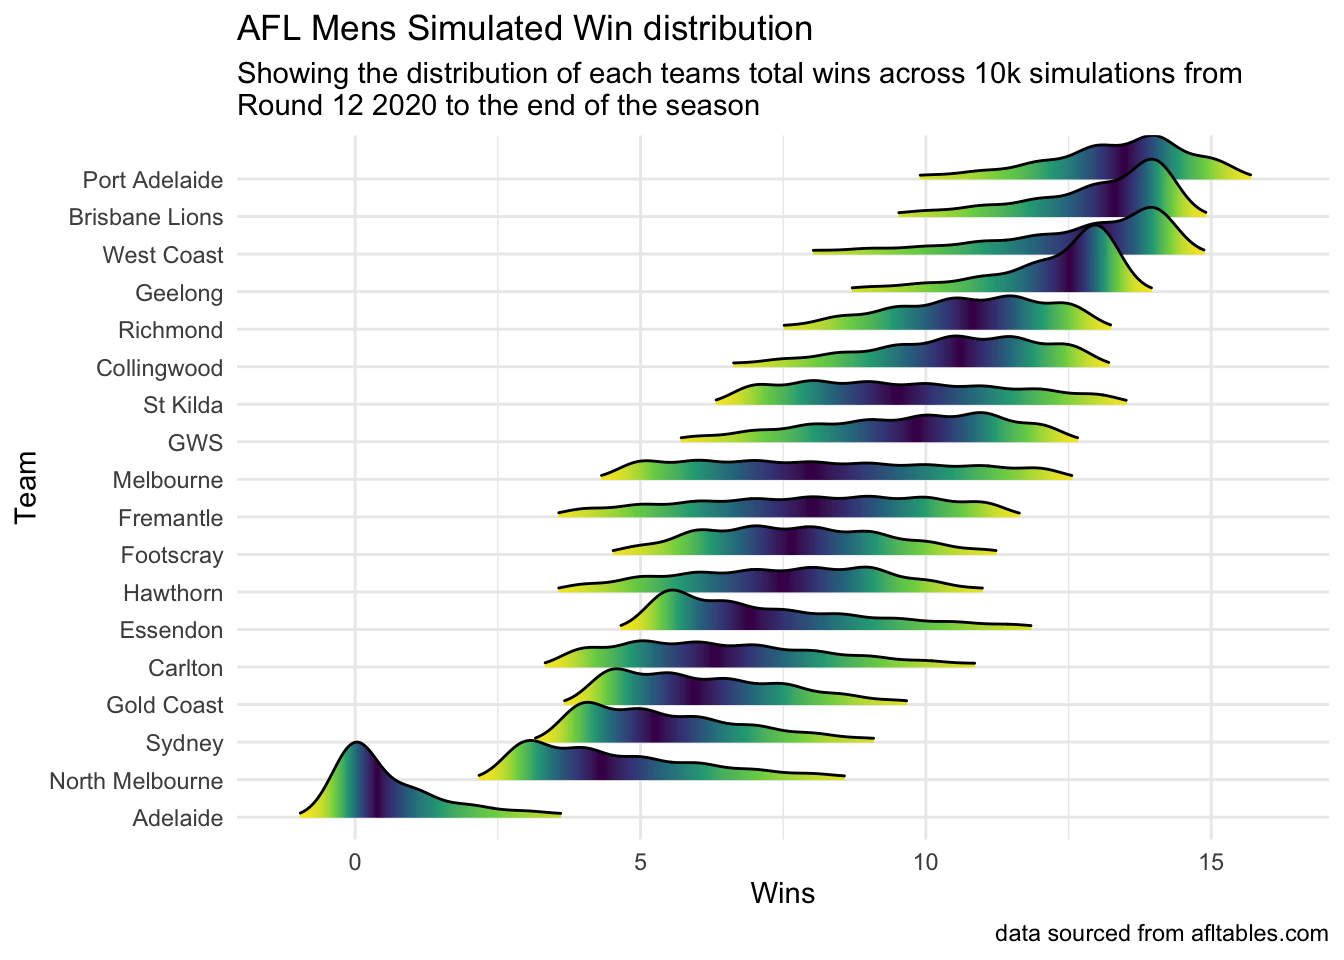 AFL Mens Simulated Win distribution
Showing the distribution of each teams total wins across 10k simulations from
Round 12 2020 to the end of the season
Team
Port Adelaide
Brisbane Lions
West Coast
Geelong
Richmond
Collingwood
St Kilda
GWS
Melbourne
Fremantle
Footscray
Hawthorn
Essendon
Carlton
Gold Coast
Sydney
North Melbourne
Adelaide
0 5 10 15
Wins
data sourced from afltables.com